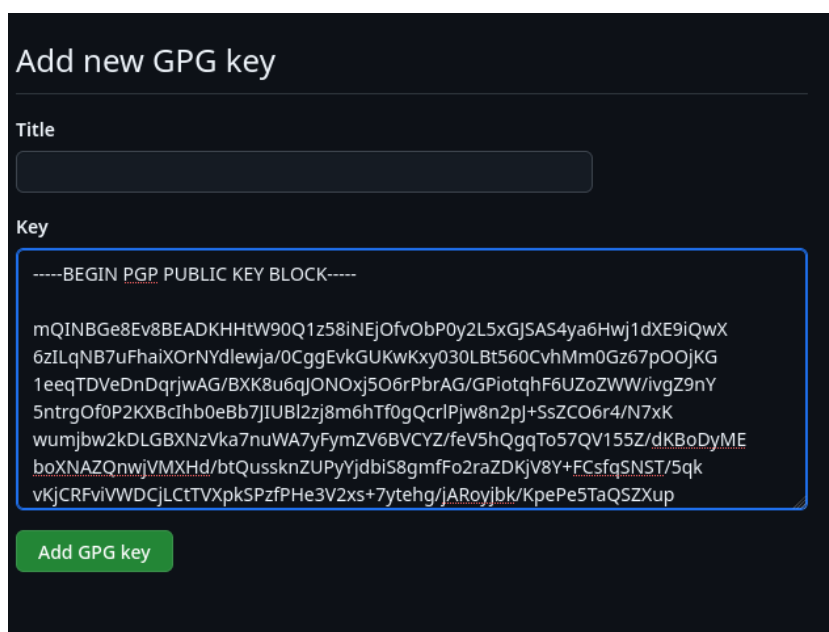 Add new GPG key
Title
Key
-----BEGIN PGP PUBLIC KEY BLOCK-----
mQINBGe8Ev8BEADKHHtW90Q1z58iNEjOfvObP0y2L5xGJSAS4ya6Hwj1dXE9iQwX
6zILqNB7uFhaiXOrNYdlewja/0CggEvkGUKwKxy030LBt560CvhMm0Gz67pOOjKG
1eeqTDVeDnDqrjwAG/BXK8u6qJONOxj5O6rPbrAG/GPiotqhF6UZoZWW/ivgZ9nY
5ntrgOf0P2KXBcIhb0eBb7JIUBl2zj8m6hTf0gQcrlPjw8n2pJ+SsZCO6r4/N7xK
wumjbw2kDLGBXNzVka7nuWA7yFymZV6BVCYZ/feV5hQgqTo57QV155Z/dKBoDyME
boXNAZQnwjVMXHd/btQussknZUPyYjdbiS8gmfFo2raZDKjV8Y+FCsfqSNST/5qk
vKjCRFviVWDCjLCtTVXpkSPzfPHe3V2xs+7ytehg/jARoyjbk/KpePe5TaQSZXup
Add GPG key